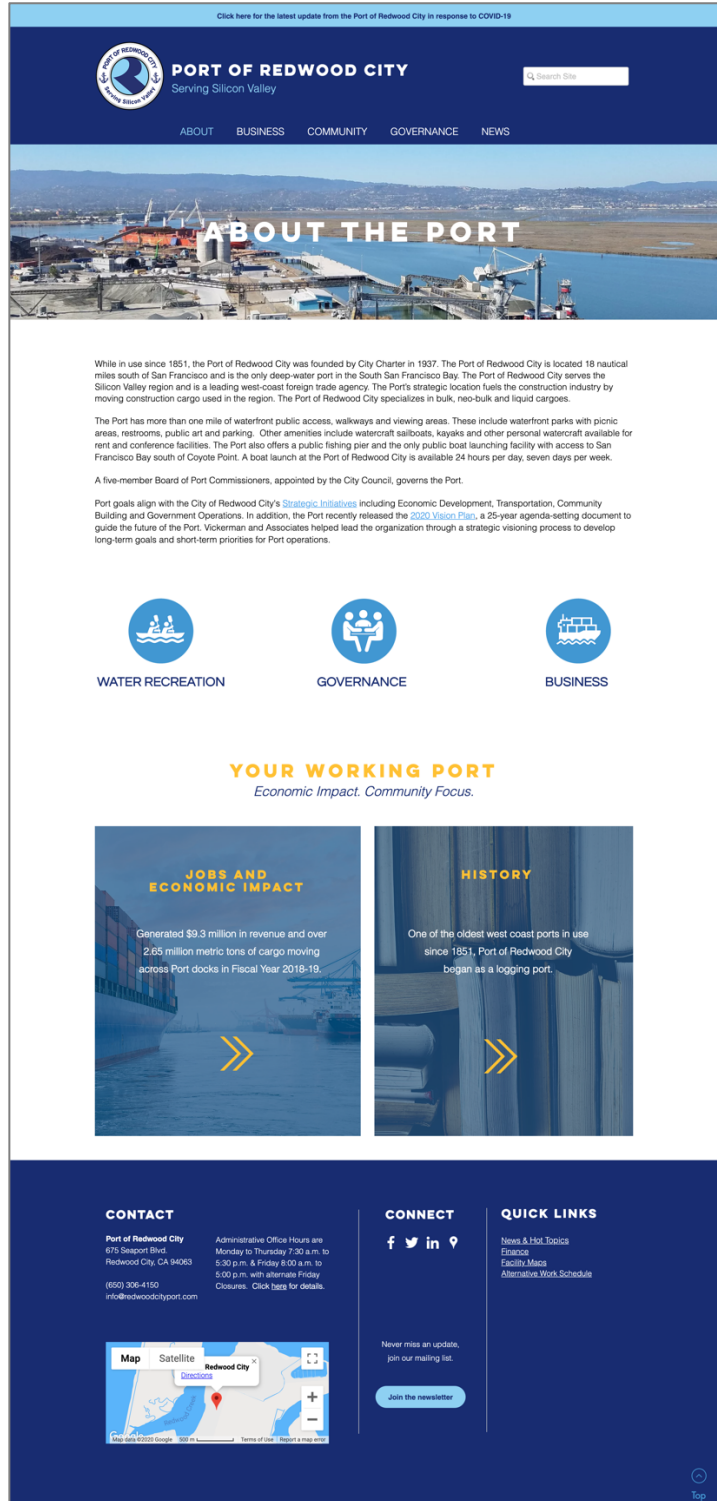 Click here for the latest update from the Port of Redwood City in response to COVID-19
PORT OF REDWOOD CITY
Serving Silicon Valley
PORT OF REDWOOD CITY
Serving Silicon Valley
Search Site
ABOUT BUSINESS COMMUNITY GOVERNANCE NEWS
ABOUT THE PORT
While in use since 1851, the Port of Redwood City was founded by City Charter in 1937. The Port of Redwood City is located 18 nautical
miles south of San Francisco and is the only deep-water port in the South San Francisco Bay. The Port of Redwood City serves the
Silicon Valley region and is a leading west-coast foreign trade agency. The Port's strategic location fuels the construction industry by
moving construction cargo used in the region. The Port of Redwood City specializes in bulk, neo-bulk and liquid cargoes.
The Port has more than one mile of waterfront public access, walkways and viewing areas. These include waterfront parks with picnic
areas, restrooms, public art and parking. Other amenities include watercraft sailboats, kayaks and other personal watercraft available for
rent and conference facilities. The Port also offers a public fishing pier and the only public boat launching facility with access to San
Francisco Bay south of Coyote Point. A boat launch at the Port of Redwood City is available 24 hours per day, seven days per week.
A five-member Board of Port Commissioners, appointed by the City Council, governs the Port.
Port goals align with the City of Redwood City's Strategic Initiatives including Economic Development, Transportation, Community
Building and Government Operations. In addition, the Port recently released the 2020 Vision Plan, a 25-year agenda-setting document to
guide the future of the Port. Vickerman and Associates helped lead the organization through a strategic visioning process to develop
long-term goals and short-term priorities for Port operations.
WATER RECREATION
GOVERNANCE
BUSINESS
YOUR WORKING PORT
Economic Impact. Community Focus.
JOBS AND
ECONOMIC IMPACT
Generated $9.3 million in revenue and over
2.65 million metric tons of cargo moving
across Port docks in Fiscal Year 2018-19.
HISTORY
One of the oldest west coast ports in use
since 1851, Port of Redwood City
began as a logging port.
CONTACT
Port of Redwood City
675 Seaport Blvd.
Redwood City, CA 94063
(650) 306-4150
info@redwoodcityport.com
Administrative Office Hours are
Monday to Thursday 7:30 a.m. to
5:30 p.m. & Friday 8:00 a.m. to
5:00 p.m. with alternate Friday
Closures. Click here for details.
Map Satellite
Redwood City
Directions
Redwood Creek
Google
Map data ©2020 Google 500 m Terms of Use Report a map error
CONNECT
Never miss an update,
join our mailing list.
Join the newsletter
QUICK LINKS
News & Hot Topics
Finance
Facility Maps
Alternative Work Schedule
Top